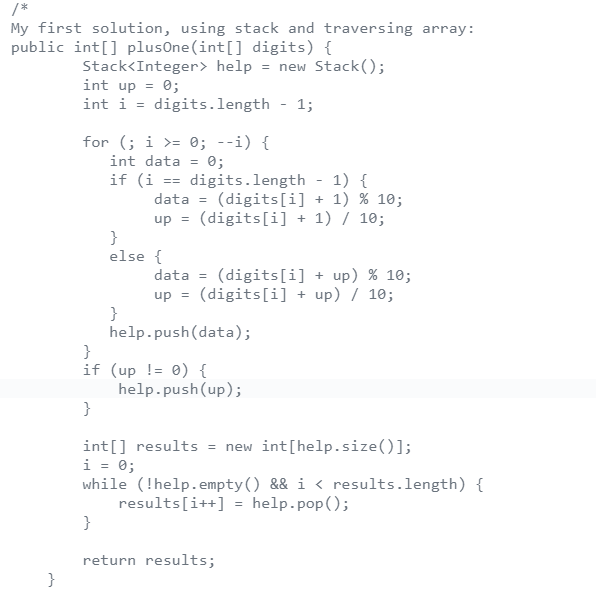 /*
My first solution, using stack and traversing array:
public int[] plusOne(int[] digits) {
        Stack<Integer> help = new Stack();
        int up = 0;
        int i = digits.length - 1;

        for (; i >= 0; --i) {
           int data = 0;
           if (i == digits.length - 1) {
                data = (digits[i] + 1) % 10;
                up = (digits[i] + 1) / 10;
           }
           else {
                data = (digits[i] + up) % 10;
                up = (digits[i] + up) / 10;
           }
           help.push(data);
        }
        if (up != 0) {
            help.push(up);
        }

        int[] results = new int[help.size()];
        i = 0;
        while (!help.empty() && i < results.length) {
            results[i++] = help.pop();
        }

        return results;
    }